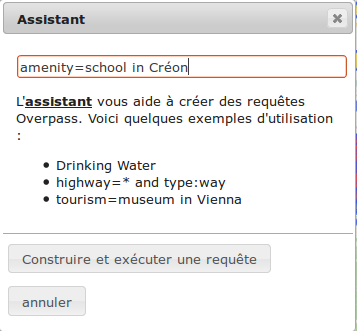 Assistant
amenity=school in Créon
L'assistant vous aide à créer des requêtes
Overpass. Voici quelques exemples d'utilisation
:
• Drinking Water
• highway=* and type:way
• tourism=museum in Vienna
Construire et exécuter une requête
annuler